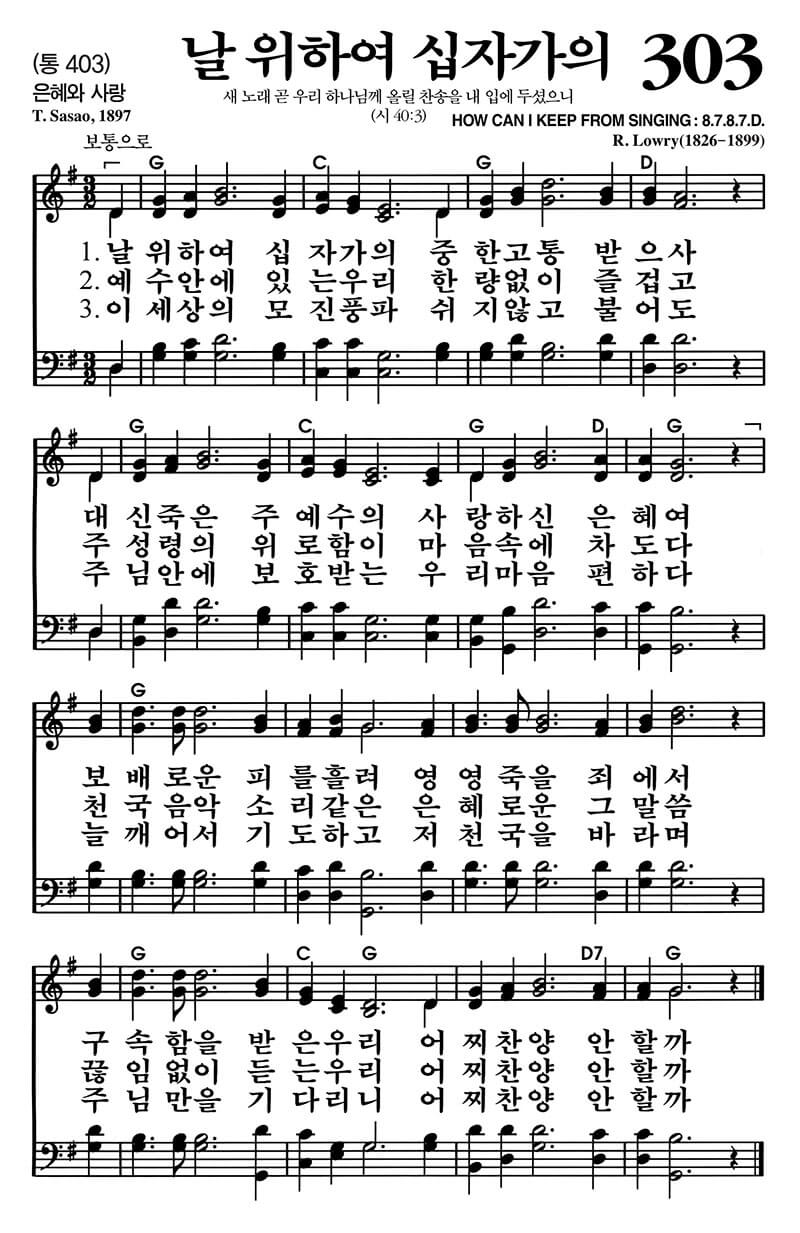 (통 403)
날 위하여 십자가의
303
은혜와 사랑
새 노래 곧 우리 하나님께 올릴 찬송을 내 입에 두셨으니
T. Sasao, 1897
(시 40:3)
HOW CAN I KEEP FROM SINGING : 8.7.8.7.D.
보통으로
R. Lowry(1826-1899)
G C G D
3 2
1. 날 위하여 십 자가의 중 한고통 받 으사
2. 예 수안에 있 는우리 한 량없이 즐 겁고
3. 이 세상의 모 진풍파 쉬 지않고 불 어도
3 2
G C G D G
대 신죽은 주 예수의 사 랑하신 은 혜여
주 성령의 위 로함이 마 음속에 차 도다
주 님안에 보 호받는 우 리마음 편 하다
G
보 배로운 피 를흘려 영 영죽을 죄 에서
천 국음악 소 리같은 은 혜로운 그 말씀
늘 깨어서 기 도하고 저 천국을 바 라며
G C G D7 G
구 속함을 받 은우리 어 찌찬양 안 할까
끊 임없이 듣 는우리 어 찌찬양 안 할까
주 님만을 기 다리니 어 찌찬양 안 할까